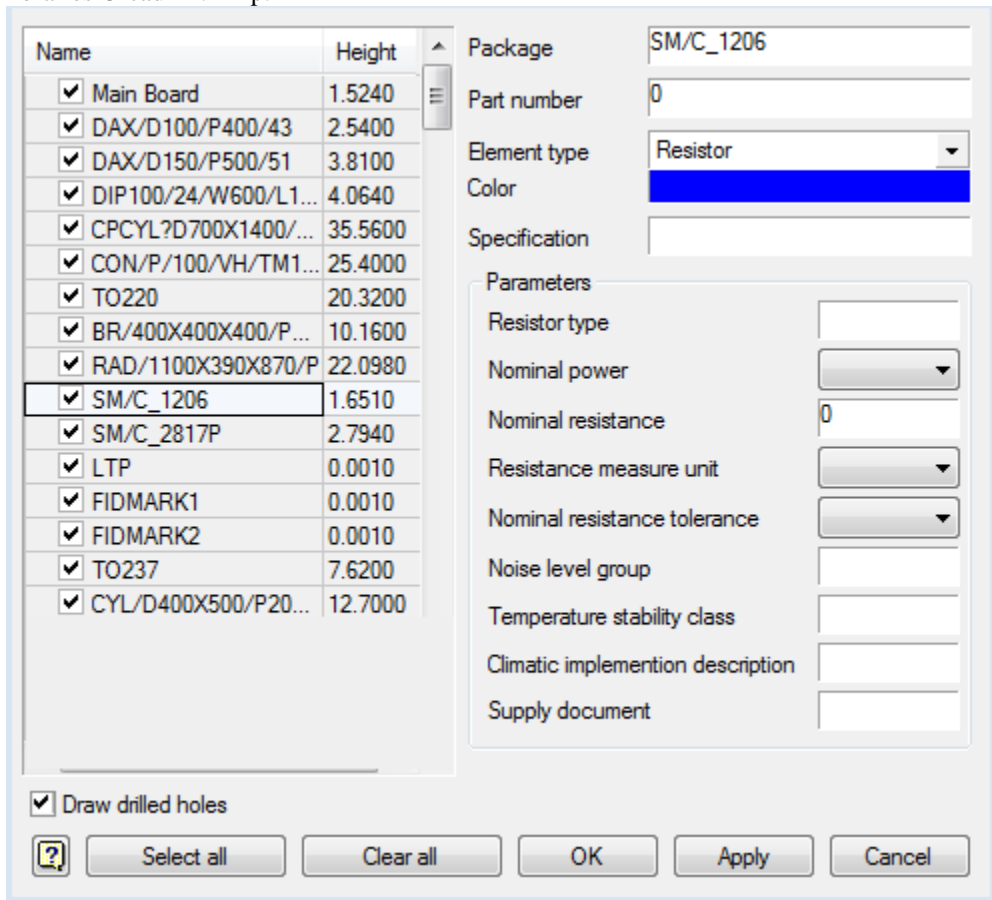 Name Height
Main Board 1.5240
DAX/D100/P400/43 2.5400
DAX/D150/P500/51 3.8100
DIP100/24/W600/L1... 4.0640
CPCYL?D700X1400/... 35.5600
CON/P/100/VH/TM1... 25.4000
TO220 20.3200
BR/400X400X400/P... 10.1600
RAD/1100X390X870/P 22.0980
SM/C_1206 1.6510
SM/C_2817P 2.7940
LTP 0.0010
FIDMARK1 0.0010
FIDMARK2 0.0010
TO237 7.6200
CYL/D400X500/P20... 12.7000
Package SM/C_1206
Part number 0
Element type Resistor
Color
Specification
Parameters
Resistor type
Nominal power
Nominal resistance 0
Resistance measure unit
Nominal resistance tolerance
Noise level group
Temperature stability class
Climatic implemention description
Supply document
Draw drilled holes
Select all Clear all OK Apply Cancel